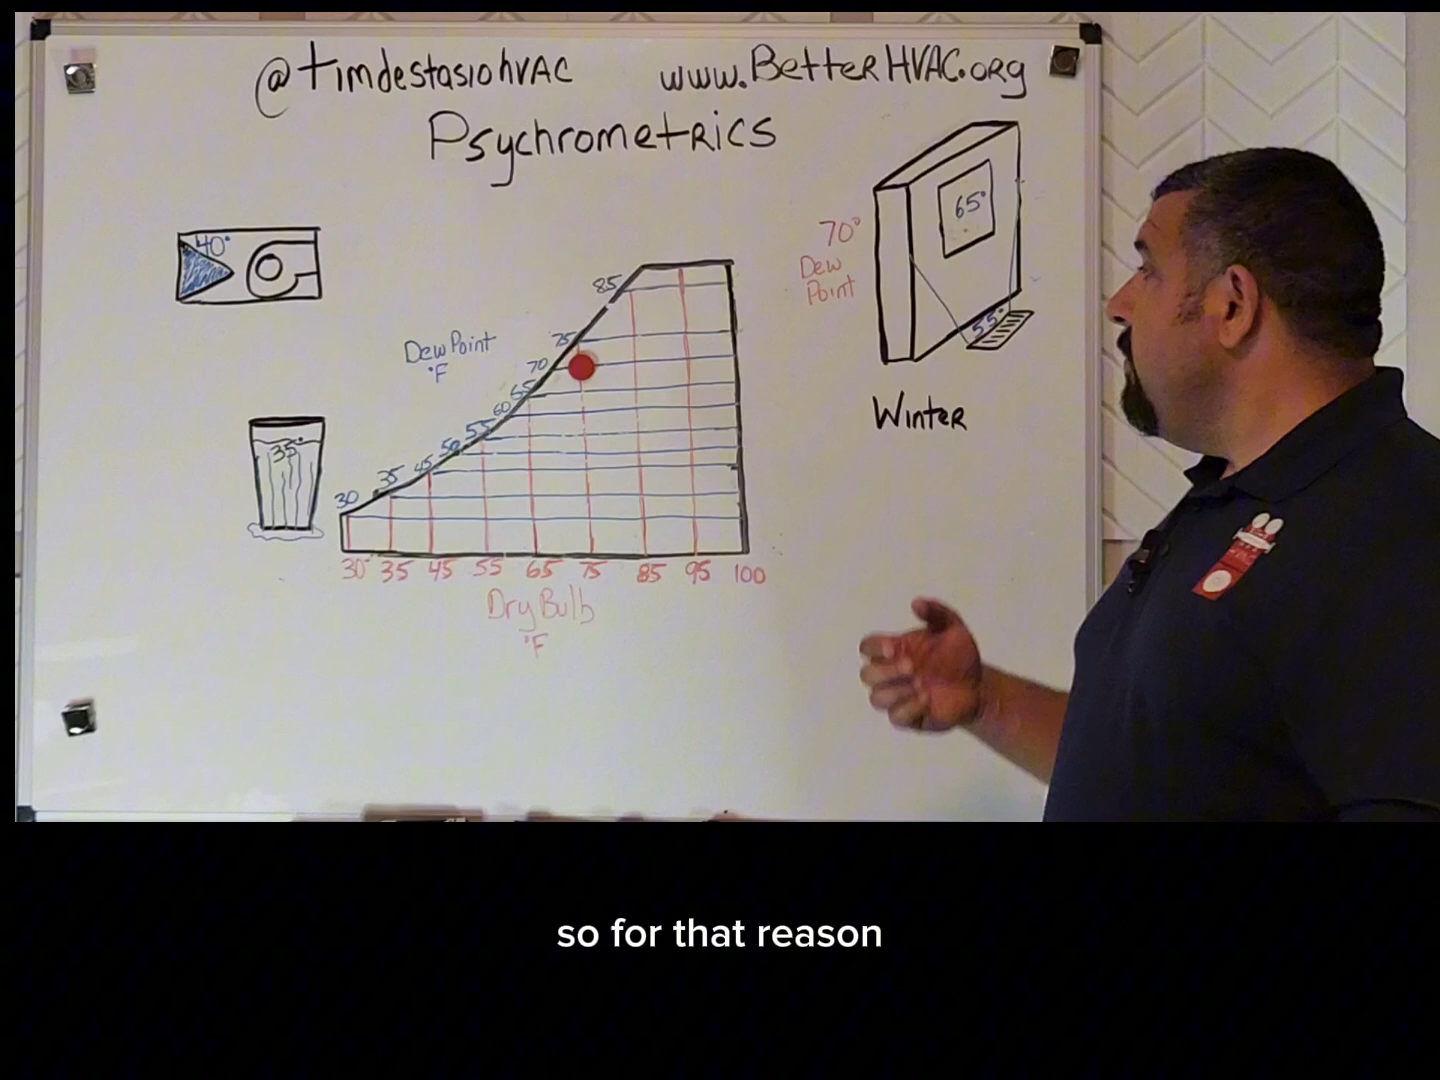 @timdestasiohvac www.BetterHVAC.org
Psychrometrics
40°
65°
70°
Dew
Point
55°
Winter
Dew Point
°F
35°
85
75
70
65
60
55
50
45
35
30
30° 35 45 55 65 75 85 95 100
Dry Bulb
°F
so for that reason